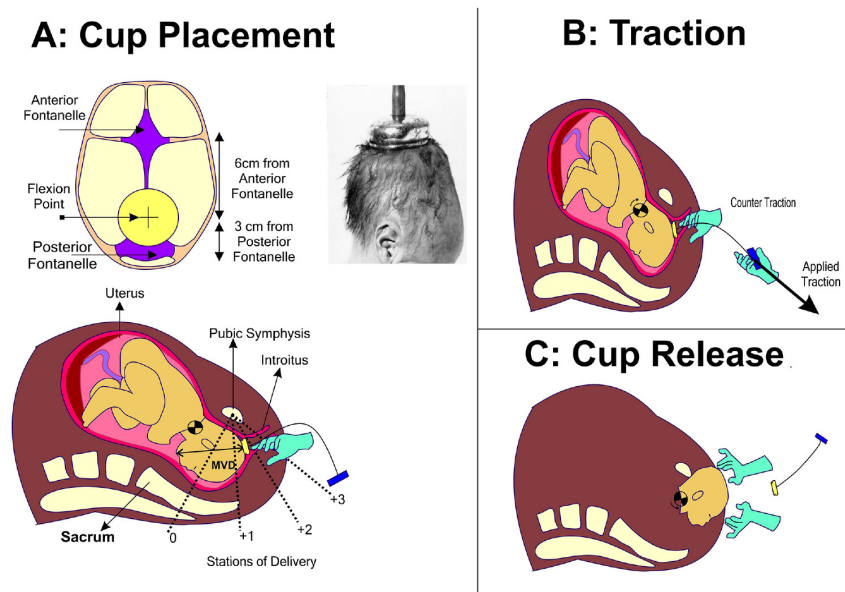 A: Cup Placement
Anterior
Fontanelle
Flexion
Point
Posterior
Fontanelle
6cm from
Anterior
Fontanelle
3 cm from
Posterior
Fontanelle
Uterus
Pubic Symphysis
Introitus
MVD
Sacrum
0
+1
+2
+3
Stations of Delivery
B: Traction
Counter Traction
Applied
Traction
C: Cup Release